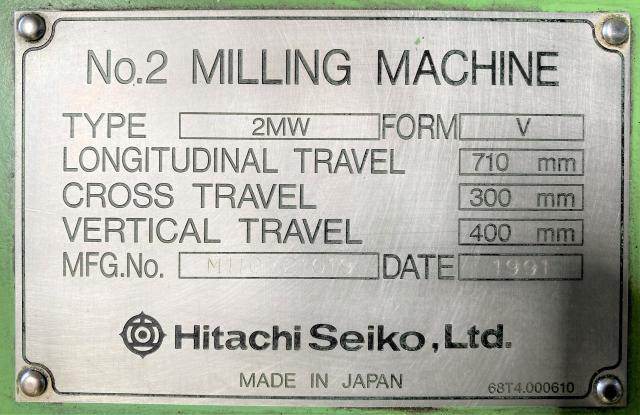 No.2 MILLING MACHINE
TYPE 2MW FORM V
LONGITUDINAL TRAVEL 710 mm
CROSS TRAVEL 300 mm
VERTICAL TRAVEL 400 mm
MFG.No. DATE 1991
Hitachi Seiko, Ltd.
MADE IN JAPAN 68T4.000610